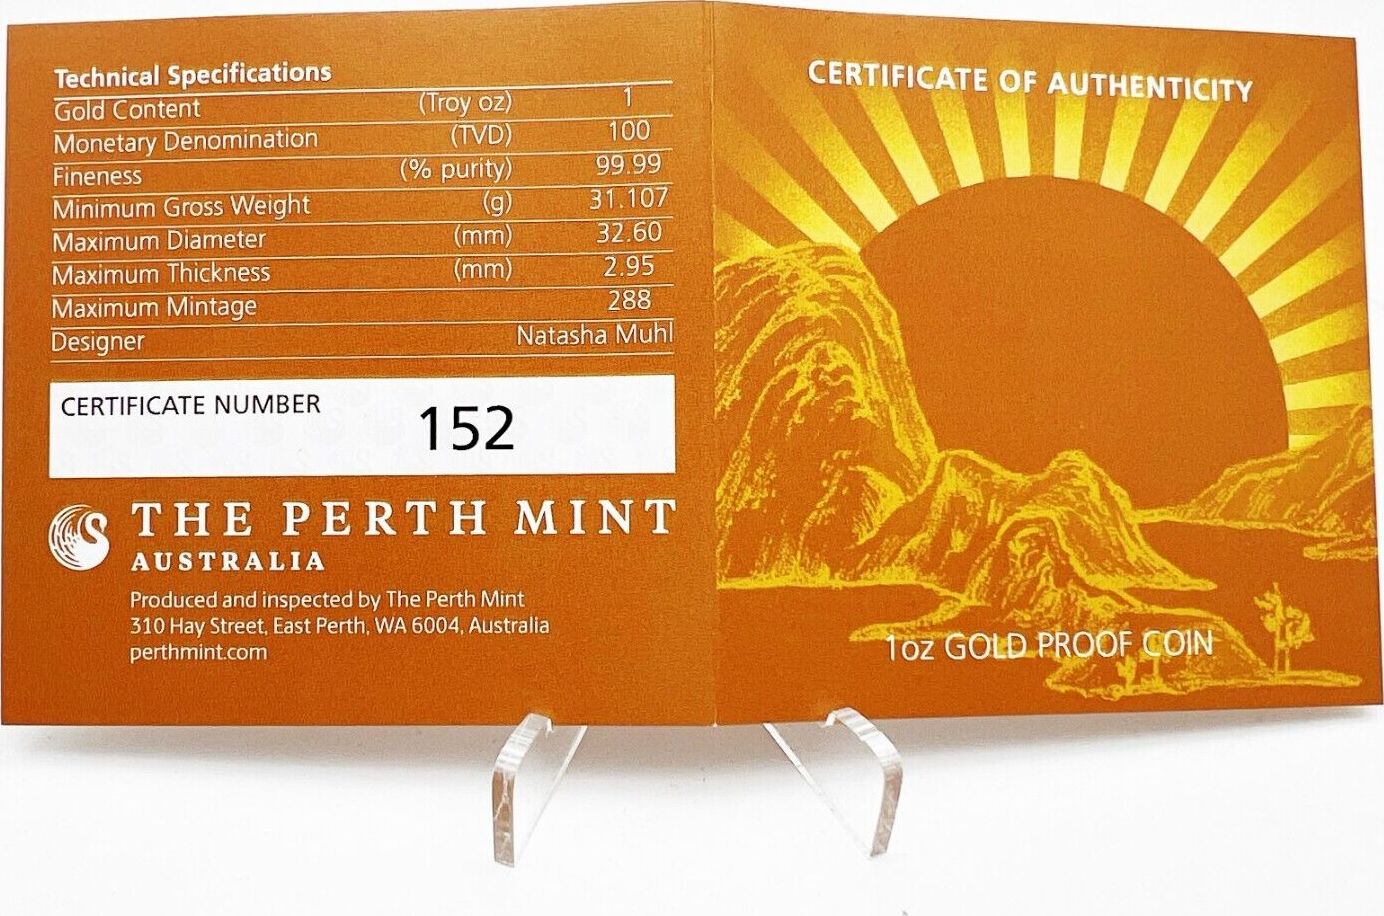 Technical Specifications
Gold Content (Troy oz) 1
Monetary Denomination (TVD) 100
Fineness (% purity) 99.99
Minimum Gross Weight (g) 31.107
Maximum Diameter (mm) 32.60
Maximum Thickness (mm) 2.95
Maximum Mintage 288
Designer Natasha Muhl
CERTIFICATE NUMBER 152
THE PERTH MINT
AUSTRALIA
Produced and inspected by The Perth Mint
310 Hay Street, East Perth, WA 6004, Australia
perthmint.com
CERTIFICATE OF AUTHENTICITY
1oz GOLD PROOF COIN